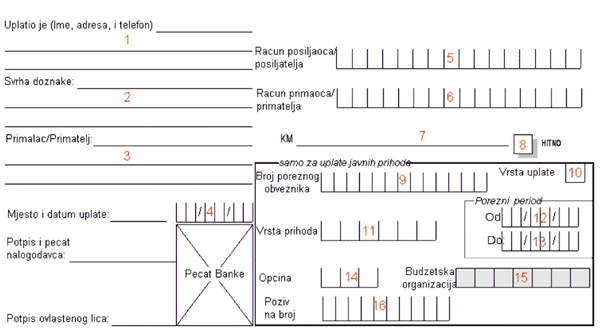 Uplatio je (Ime, adresa, i telefon)
1
Racun posiljaoca/
posiljatelja
5
Svrha doznake:
2
Racun primaoca/
primatelja
6
Primalac/Primatelj:
3
KM
7
8
HITNO
samo za uplate javnih prihoda
Broj poreznog
obveznika
9
Vrsta uplate
10
Porezni period
Od
/ 12 /
Do:
/ 13 /
Mjesto i datum uplate:
/ 4 /
Vrsta prihoda
11
Potpis i pecat
nalogodavca:
Pecat Banke
Opcina
14
Budzetska
organizacija
15
Poziv
na broj
16
Potpis ovlastenog lica: